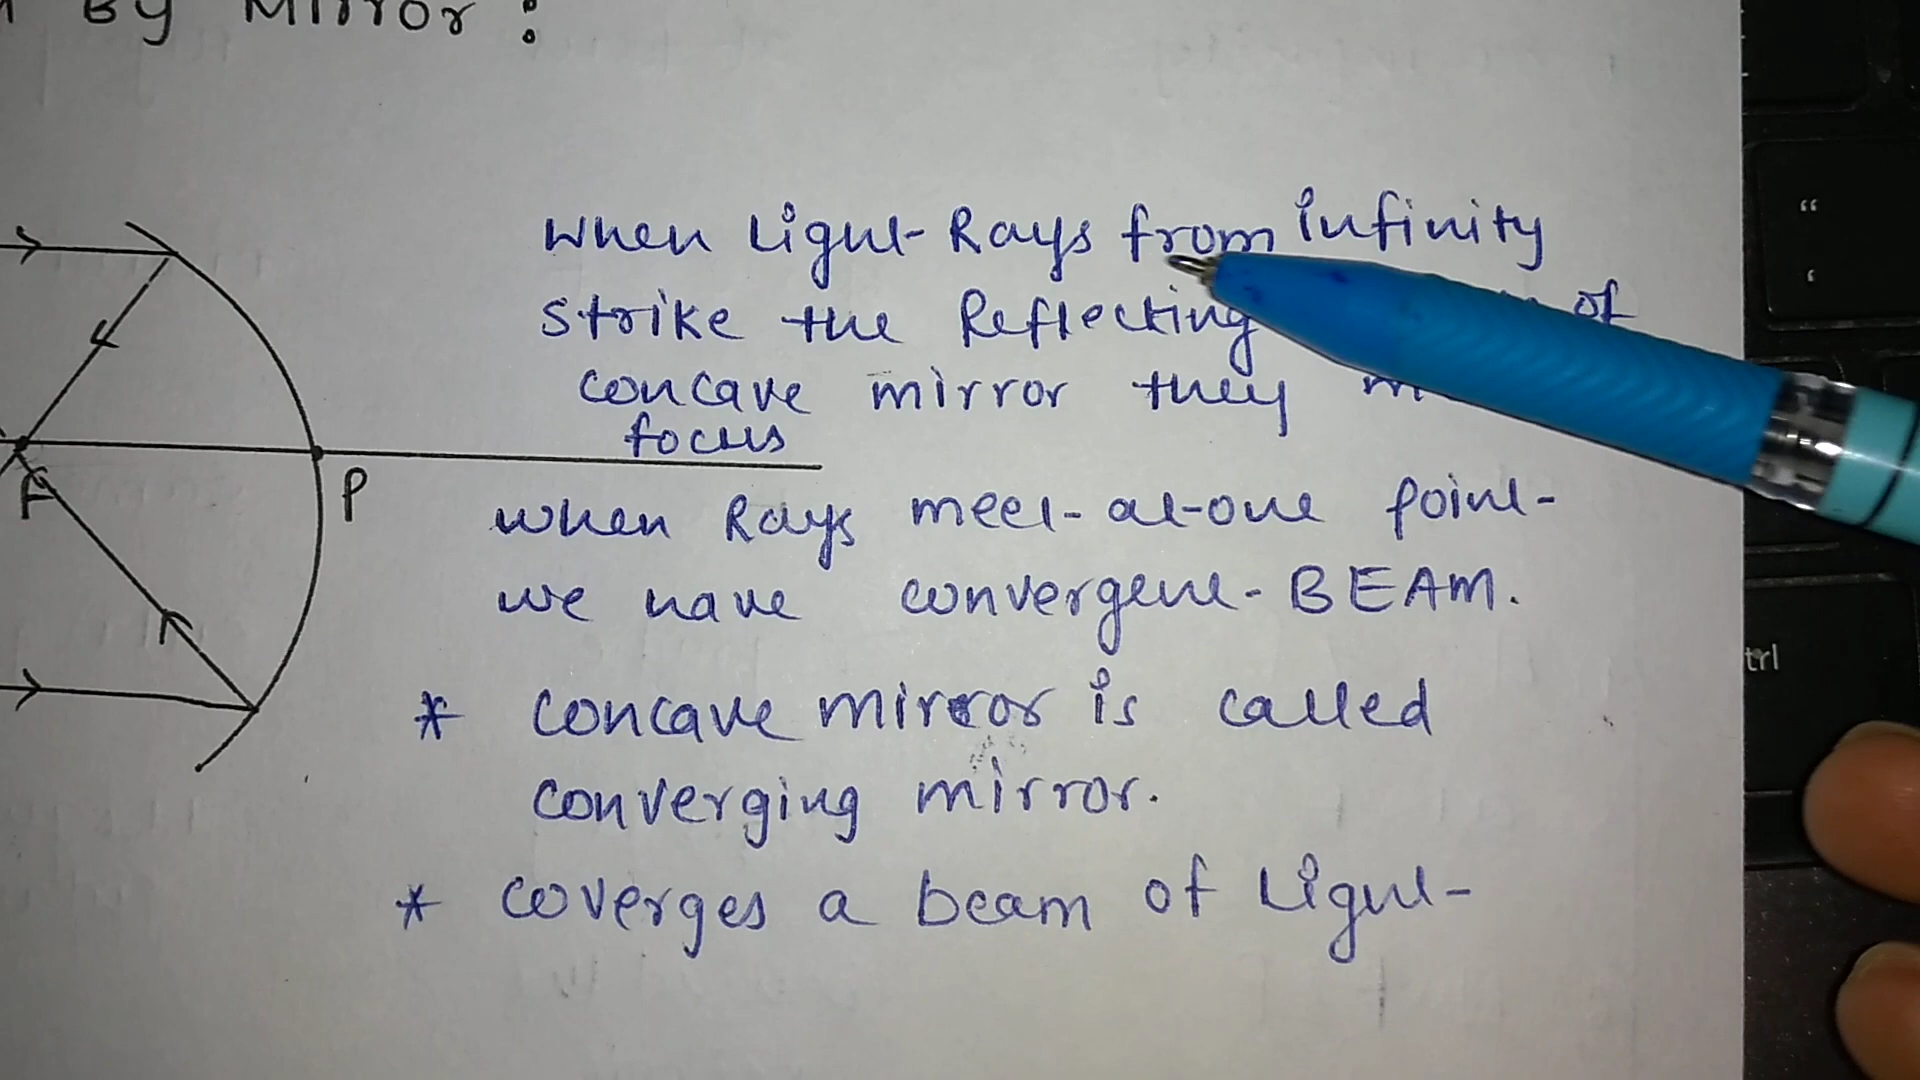 By Mirror :
When Light Rays from infinity
strike the Reflecting of
concave mirror they
focus
F
P
when Rays meet at one point
we have convergent BEAM.
* concave mirror is called
converging mirror.
* coverges a beam of Light
“
‘
trl